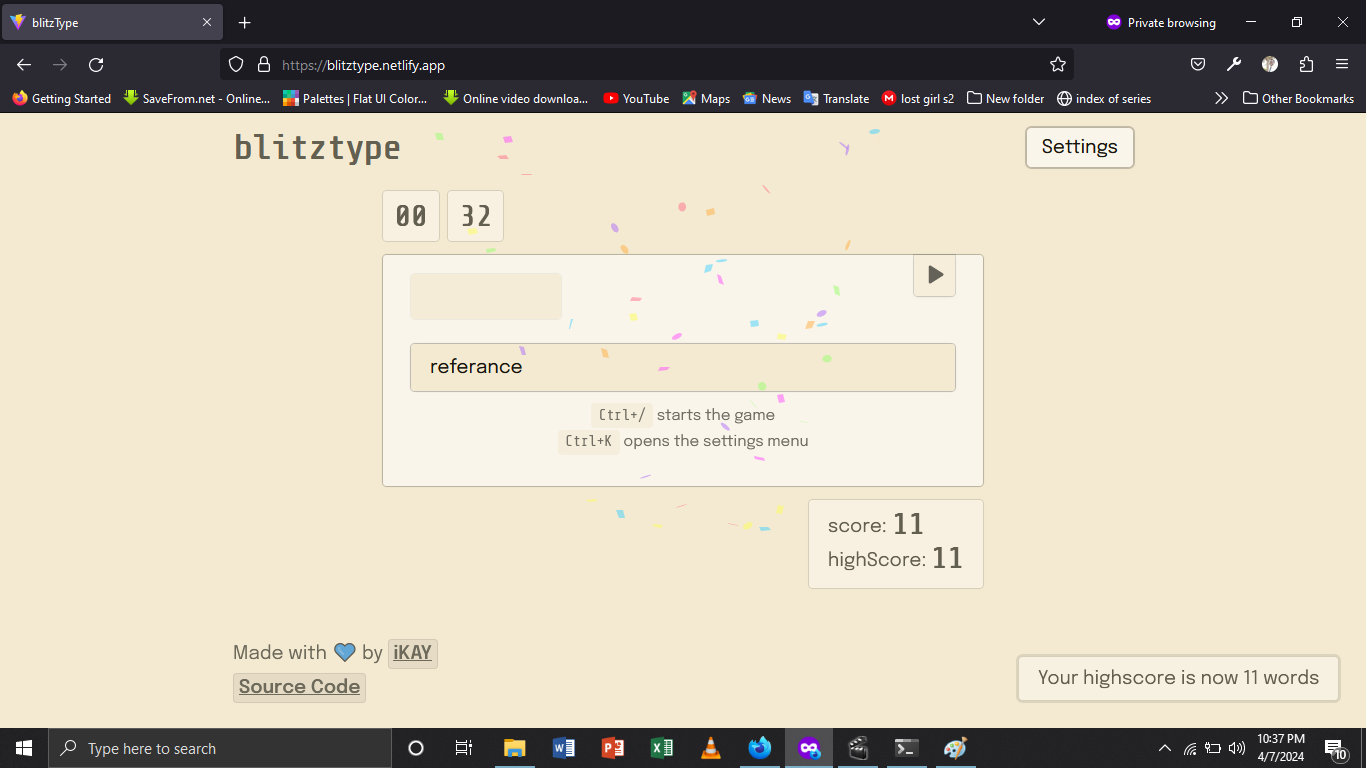 blitzType
Private browsing
https://blitztype.netlify.app
Getting Started
SaveFrom.net - Online...
Palettes | Flat UI Color...
Online video downloa...
YouTube
Maps
News
Translate
lost girl s2
New folder
index of series
Other Bookmarks
blitztype
Settings
00 32
referance
Ctrl+/ starts the game
Ctrl+K opens the settings menu
score: 11
highScore: 11
Made with 💙 by iKAY
Source Code
Your highscore is now 11 words
Type here to search
10:37 PM
4/7/2024
10